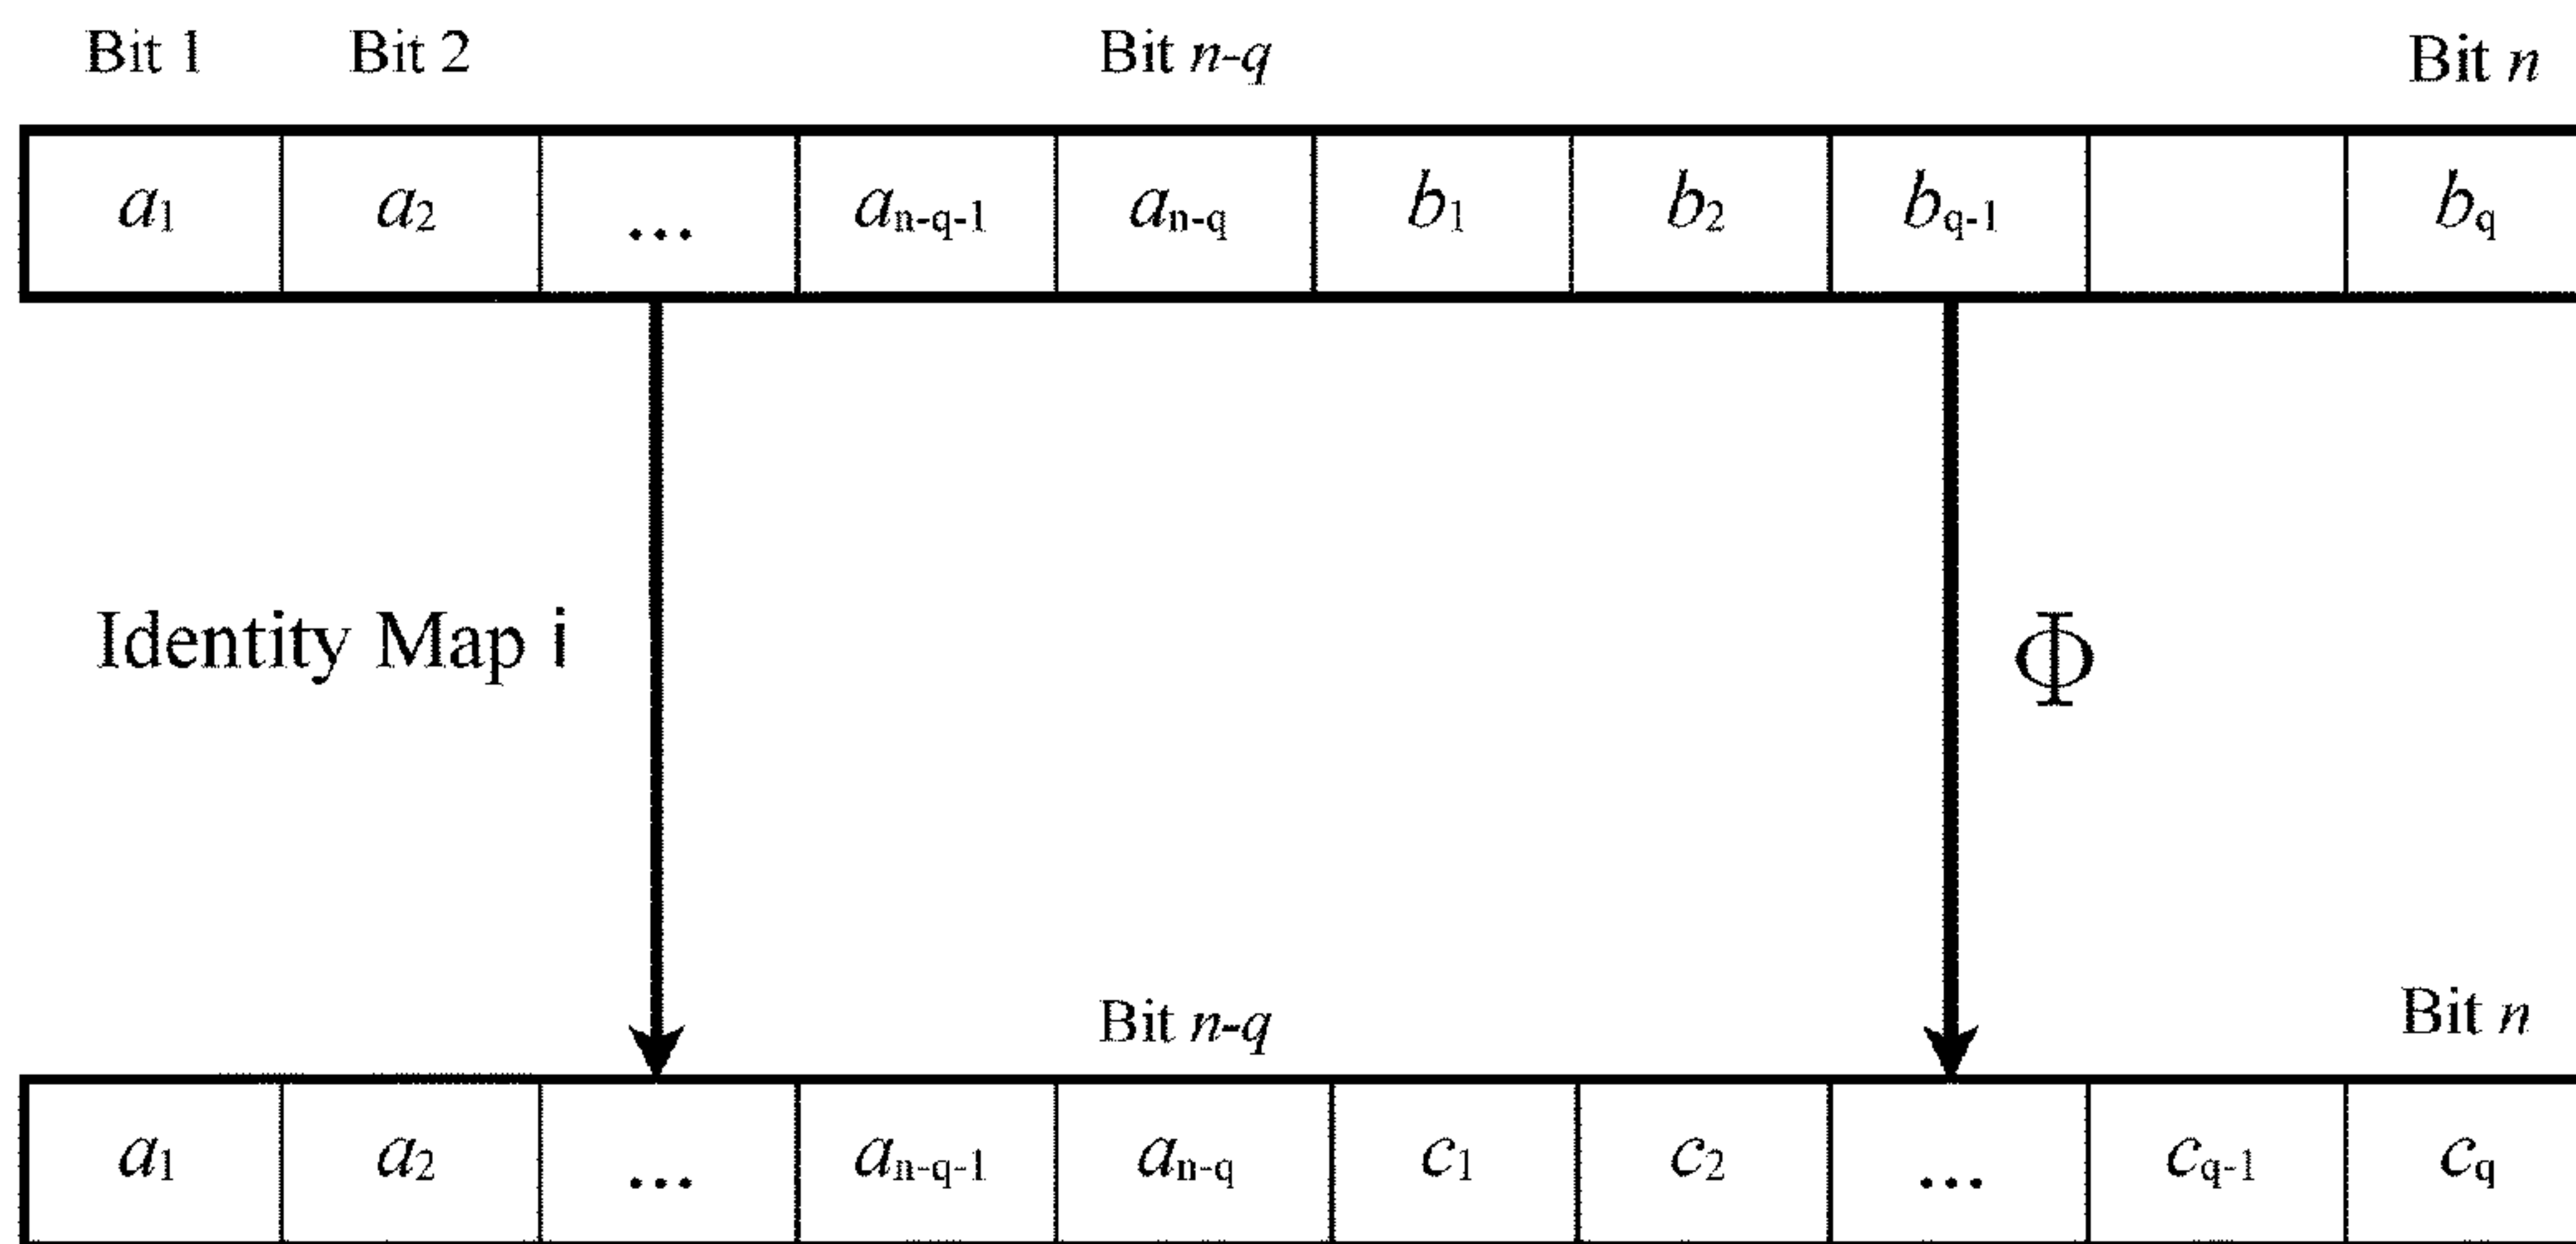 Bit 1 Bit 2 Bit n-q Bit n
a1 a2 ... an-q-1 an-q b1 b2 bq-1 bq
Identity Map i Φ
Bit n-q Bit n
a1 a2 ... an-q-1 an-q c1 c2 ... cq-1 cq